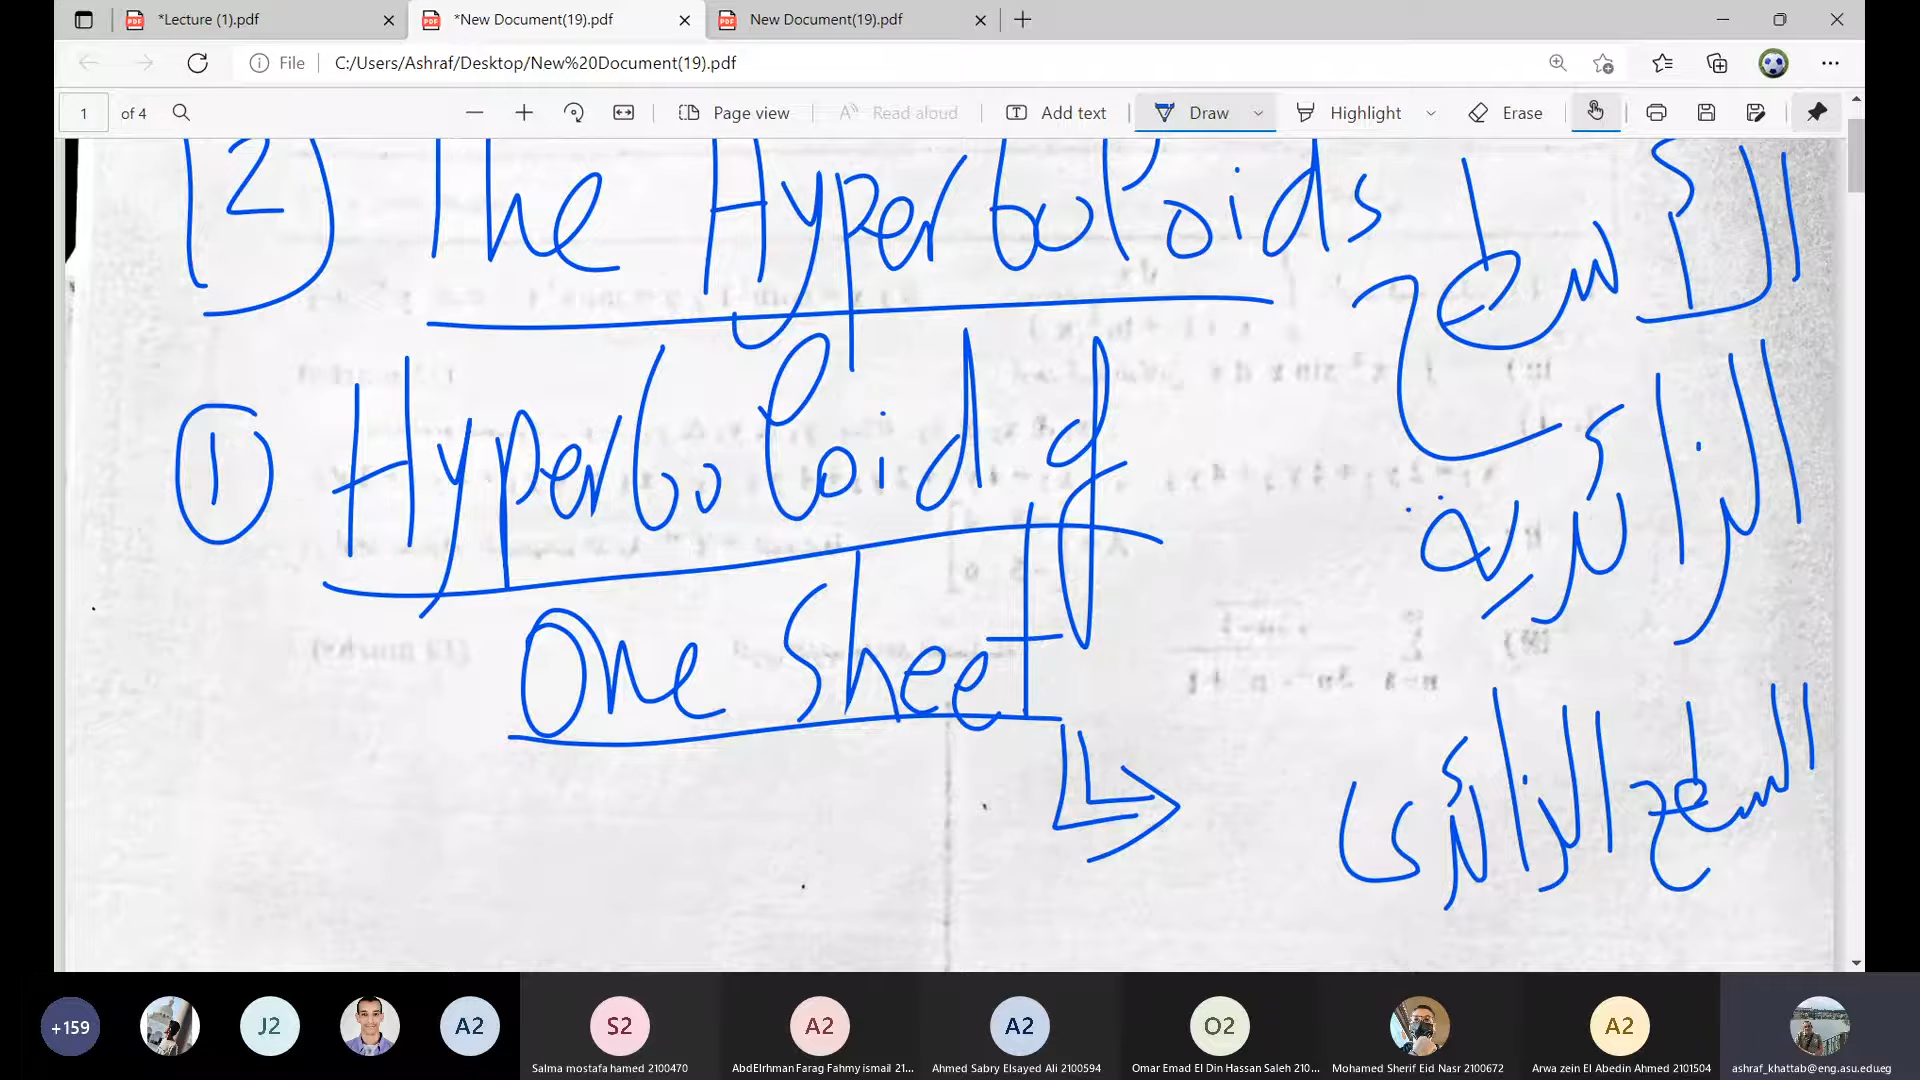 *Lecture (1).pdf
*New Document(19).pdf
New Document(19).pdf
File
C:/Users/Ashraf/Desktop/New%20Document(19).pdf
1 of 4
Page view
Read aloud
Add text
Draw
Highlight
Erase
2 The Hyperboloids
السطح
الزائدية
1 Hyperboloid of
One Sheet
السطح الزائدى
+159
J2
A2
S2
A2
A2
O2
A2
Salma mostafa hamed 2100470
AbdElrhman Farag Fahmy ismail 21...
Ahmed Sabry Elsayed Ali 2100594
Omar Emad El Din Hassan Saleh 210...
Mohamed Sherif Eid Nasr 2100672
Arwa zein El Abedin Ahmed 2101504
ashraf_khattab@eng.asu.edueg